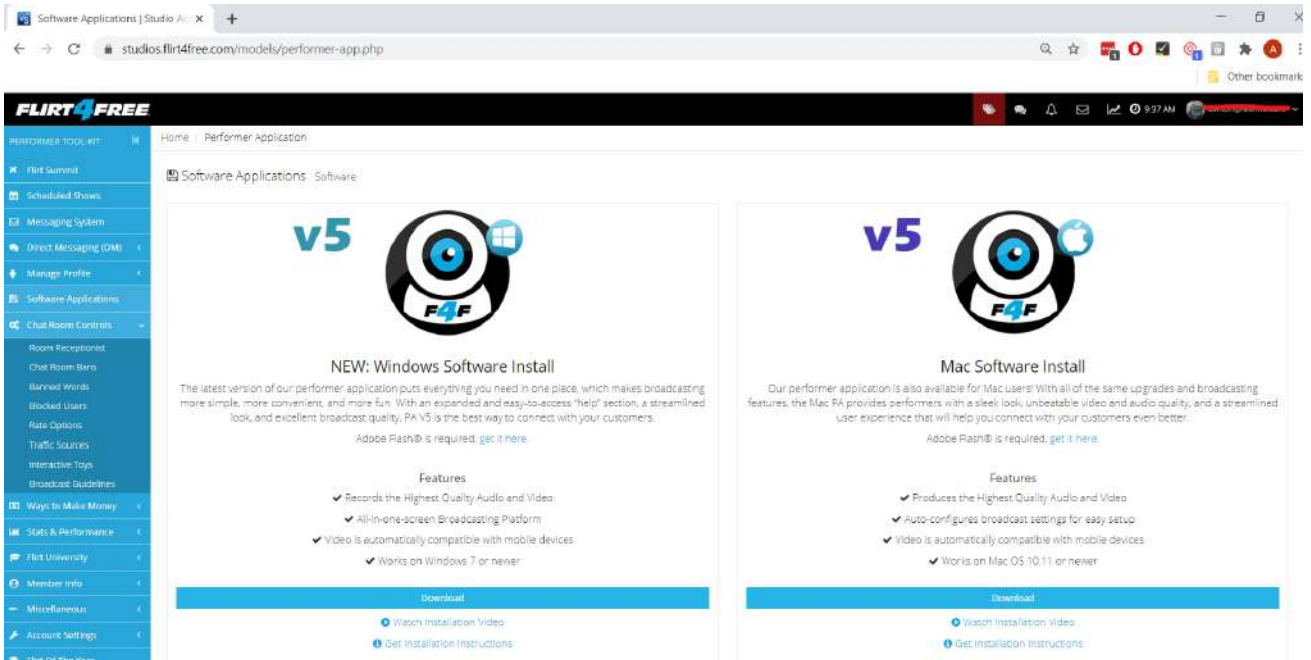 Software Applications | Studio A
studios.flirt4free.com/models/performer-app.php
Other bookmark
FLIRT4FREE
9:37 AM
PERFORMER TOOL-KIT
Home / Performer Application
Flirt Summit
Scheduled Shows
Messaging System
Direct Messaging (DM)
Manage Profile
Software Applications
Chat Room Controls
Room Receptionist
Chat Room Bans
Banned Words
Blocked Users
Rate Options
Traffic Sources
Interactive Toys
Broadcast Guidelines
Ways to Make Money
Stats & Performance
Flirt University
Member Info
Miscellaneous
Account Settings
Software Applications Software
v5
F4F
NEW: Windows Software Install
The latest version of our performer application puts everything you need in one place, which makes broadcasting
more simple, more convenient, and more fun. With an expanded and easy-to-access "help" section, a streamlined
look, and excellent broadcast quality, PA V5 is the best way to connect with your customers.
Adobe Flash® is required, get it here.
Features
✔ Records the Highest Quality Audio and Video
✔ All-in-one-screen Broadcasting Platform
✔ Video is automatically compatible with mobile devices
✔ Works on Windows 7 or newer
Download
Watch Installation Video
Get Installation Instructions
v5
F4F
Mac Software Install
Our performer application is also available for Mac users! With all of the same upgrades and broadcasting
features, the Mac PA provides performers with a sleek look, unbeatable video and audio quality, and a streamlined
user experience that will help you connect with your customers even better.
Adobe Flash® is required, get it here.
Features
✔ Produces the Highest Quality Audio and Video
✔ Auto-configures broadcast settings for easy setup
✔ Video is automatically compatible with mobile devices
✔ Works on Mac OS 10.11 or newer
Download
Watch Installation Video
Get Installation Instructions